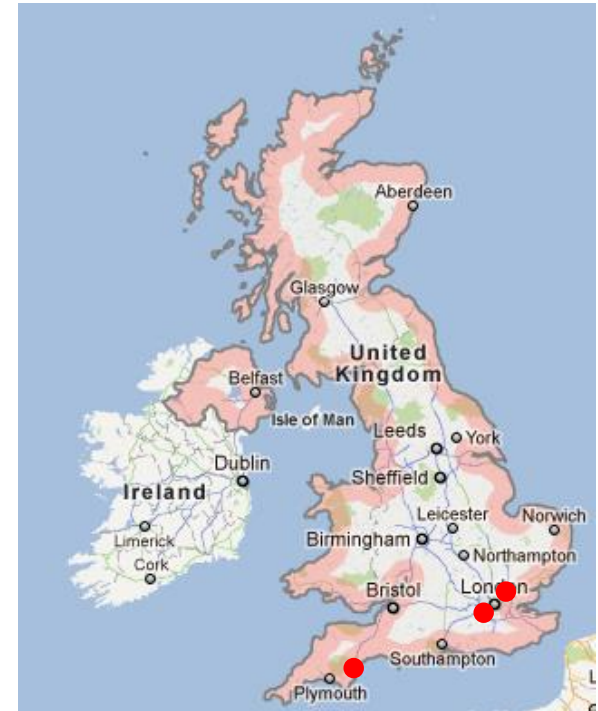 Aberdeen
Glasgow
United
Kingdom
Belfast
Isle of Man
Leeds
York
Dublin
Sheffield
Ireland
Leicester
Norwich
Limerick
Birmingham
Northampton
Cork
Bristol
London
Southampton
Plymouth
L